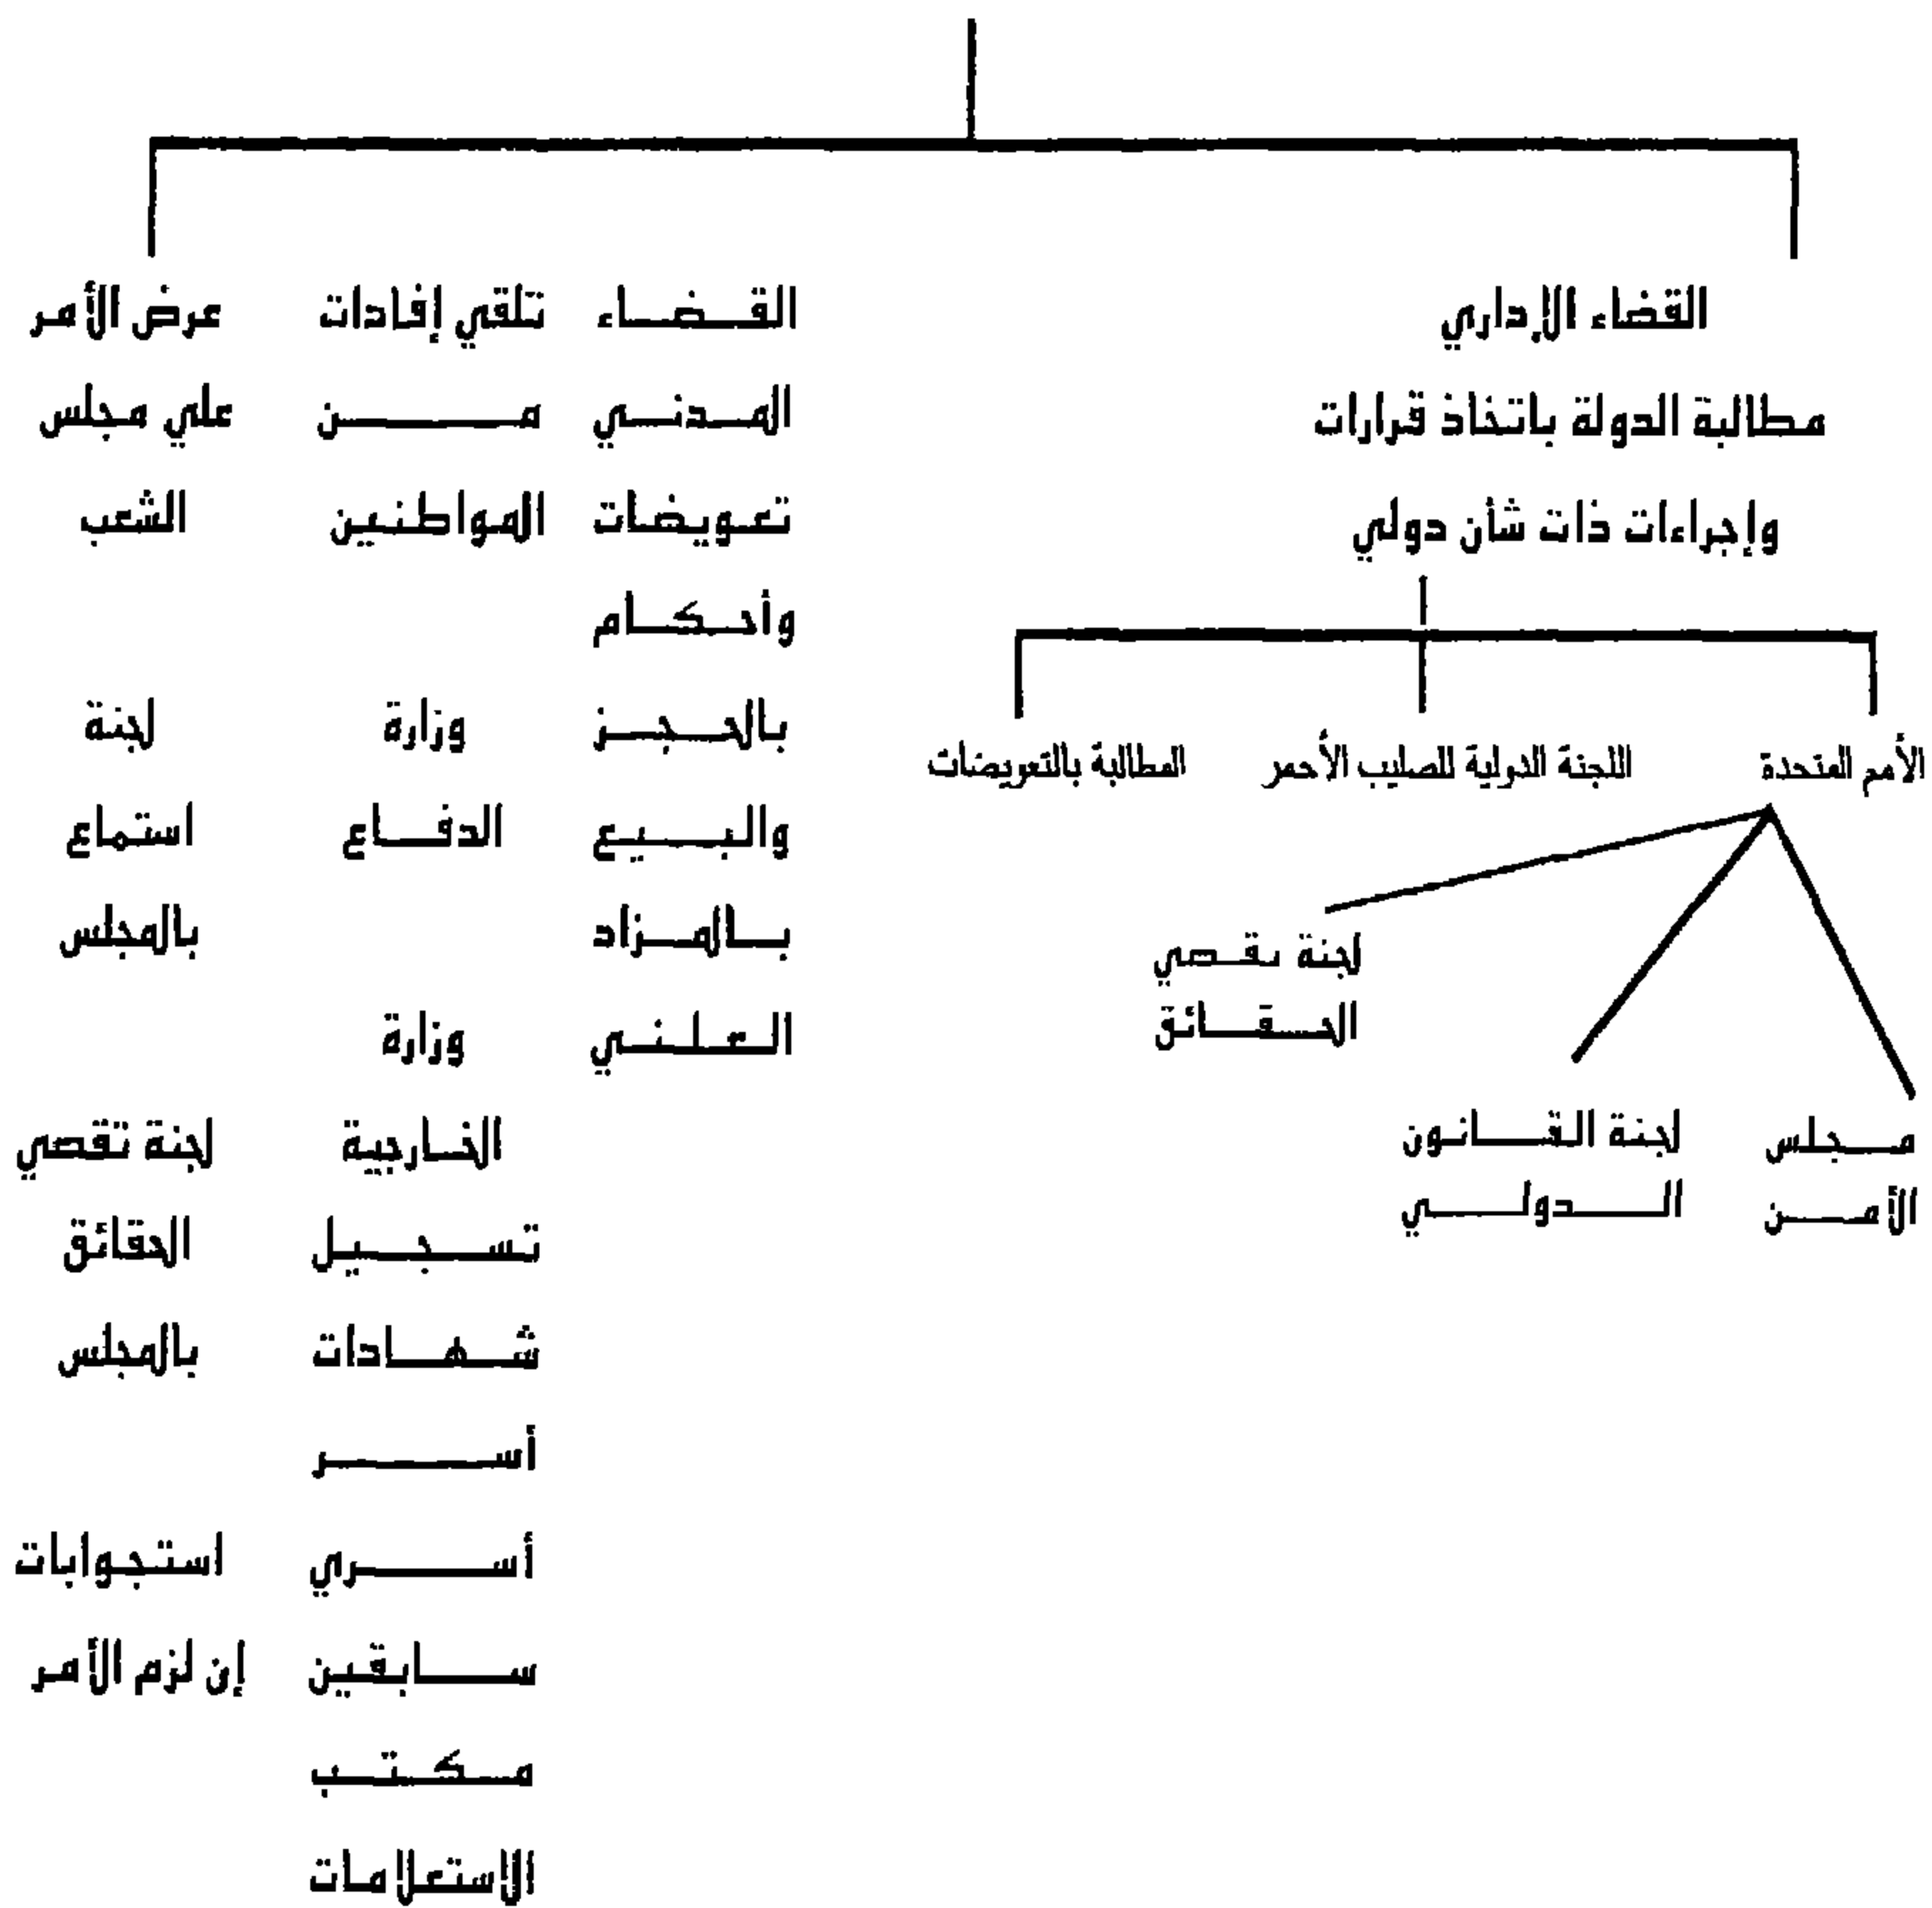 القضاء الإداري
مطالبة الدولة باتخاذ قرارات
وإجراءات ذات شأن دولي
الأمم المتحدة
اللجنة الدولية للصليب الأحمر
المطالبة بالتعويضات
مجلس
الأمن
لجنة القانون
الدولي
لجنة تقصي
الحقائق
القضاء
المدني
تعويضات
وأحكام
بالحجز
والبيع
بالمزاد
العلني
تلقي إفادات
من
المواطنين
وزارة
الدفاع
وزارة
الخارجية
تسجيل
شهادات
أسر
أسري
سابقين
مكتب
الاستعلامات
عرض الأمر
علي مجلس
الشعب
لجنة
استماع
بالمجلس
لجنة تقصي
الحقائق
بالمجلس
استجوابات
إن لزم الأمر